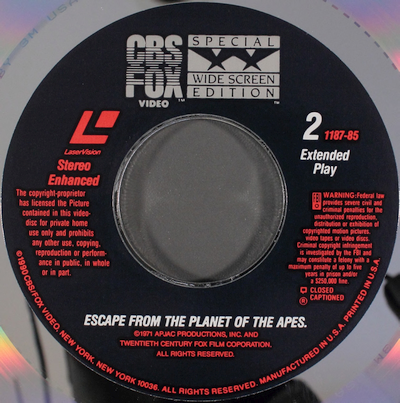 CBS
FOX
VIDEO™
SPECIAL
WIDE SCREEN
EDITION
™
LaserVision
Stereo
Enhanced
The copyright-proprietor
has licensed the Picture
contained in this video-
disc for private home
use only and prohibits
any other use, copying,
reproduction or perform-
ance in public, in whole
or in part.
2 1187-85
Extended
Play
WARNING: Federal law
provides severe civil and
criminal penalties for the
unauthorized reproduction,
distribution or exhibition of
copyrighted motion pictures,
video tapes or video discs.
Criminal copyright infringement
is investigated by the FBI and
may constitute a felony with a
maximum penalty of up to five
years in prison and/or
a $250,000 fine.
CLOSED
® CAPTIONED
ESCAPE FROM THE PLANET OF THE APES.
©1971 APJAC PRODUCTIONS, INC. AND
TWENTIETH CENTURY FOX FILM CORPORATION.
ALL RIGHTS RESERVED.
©1990 CBS/FOX VIDEO, NEW YORK, NEW YORK 10036. ALL RIGHTS RESERVED. MANUFACTURED IN U.S.A. PRINTED IN U.S.A.